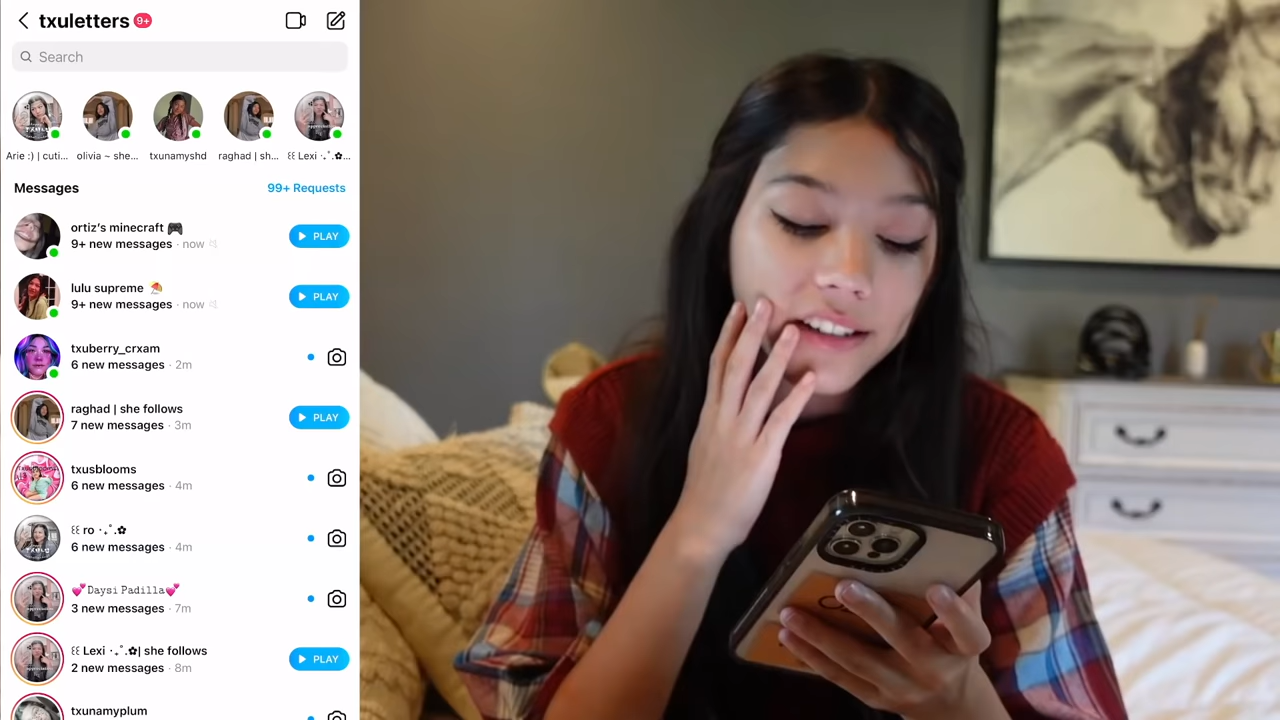 txuletters 9+
Search
Arie :) | cuti...
olivia ~ she...
txunamyshd
raghad | sh...
꒰꒰ Lexi ‧₊˚.✿...
Messages
99+ Requests
ortiz's minecraft 🎮
9+ new messages · now
PLAY
lulu supreme ⛱️
9+ new messages · now
PLAY
txuberry_crxam
6 new messages · 2m
raghad | she follows
7 new messages · 3m
PLAY
txusblooms
6 new messages · 4m
꒰꒰ ro ‧₊˚.✿
6 new messages · 4m
💕𝙳𝚊𝚢𝚜𝚒 𝙿𝚊𝚍𝚒𝚕𝚕𝚊💕
3 new messages · 7m
꒰꒰ Lexi ‧₊˚.✿| she follows
2 new messages · 8m
PLAY
txunamyplum